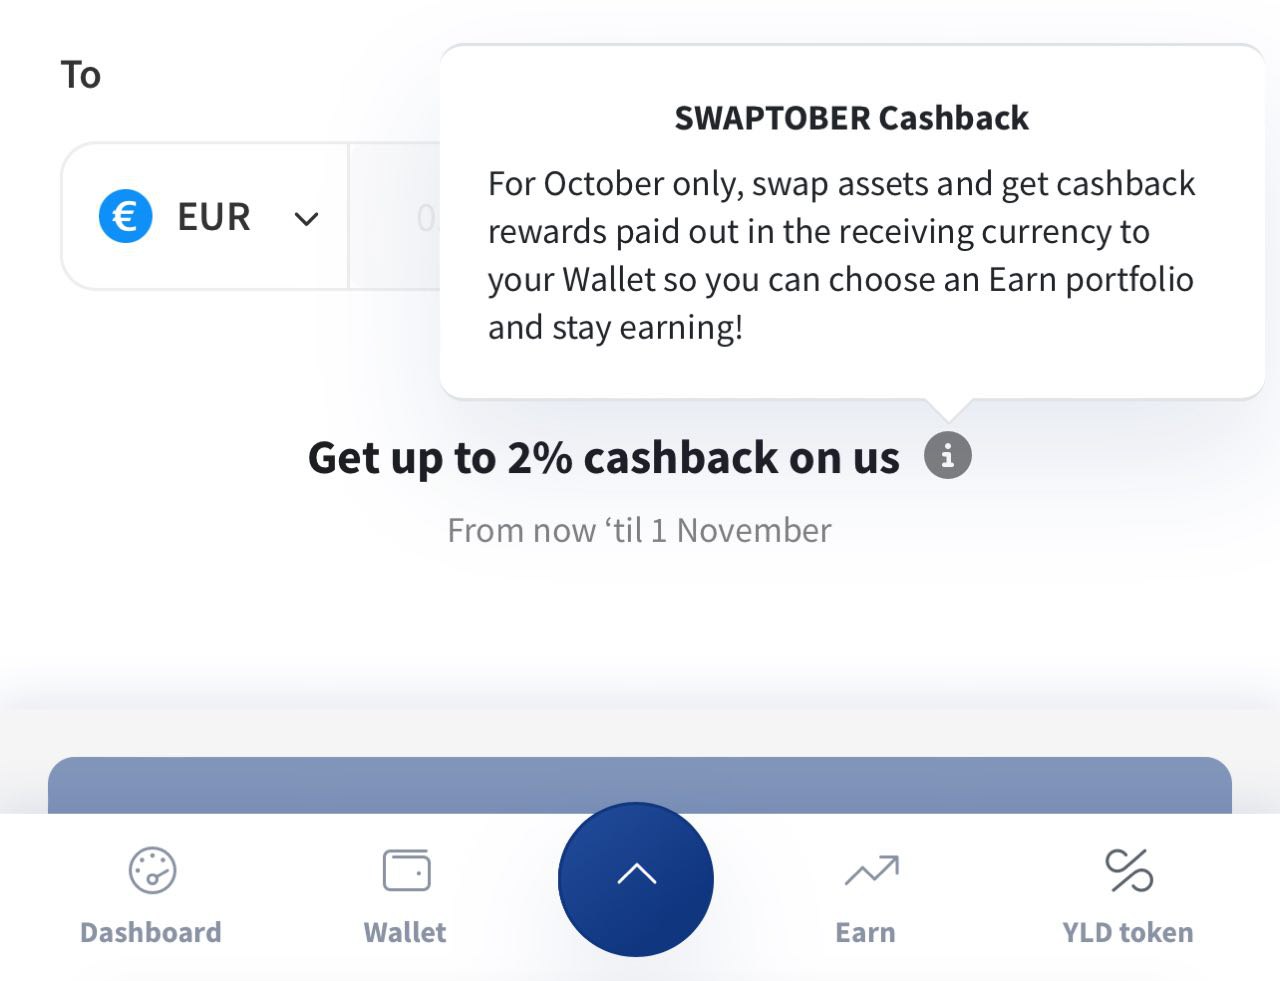 To
SWAPTOBER Cashback
For October only, swap assets and get cashback
rewards paid out in the receiving currency to
your Wallet so you can choose an Earn portfolio
and stay earning!
€ EUR
0.
Get up to 2% cashback on us
From now ‘til 1 November
Dashboard
Wallet
Earn
YLD token